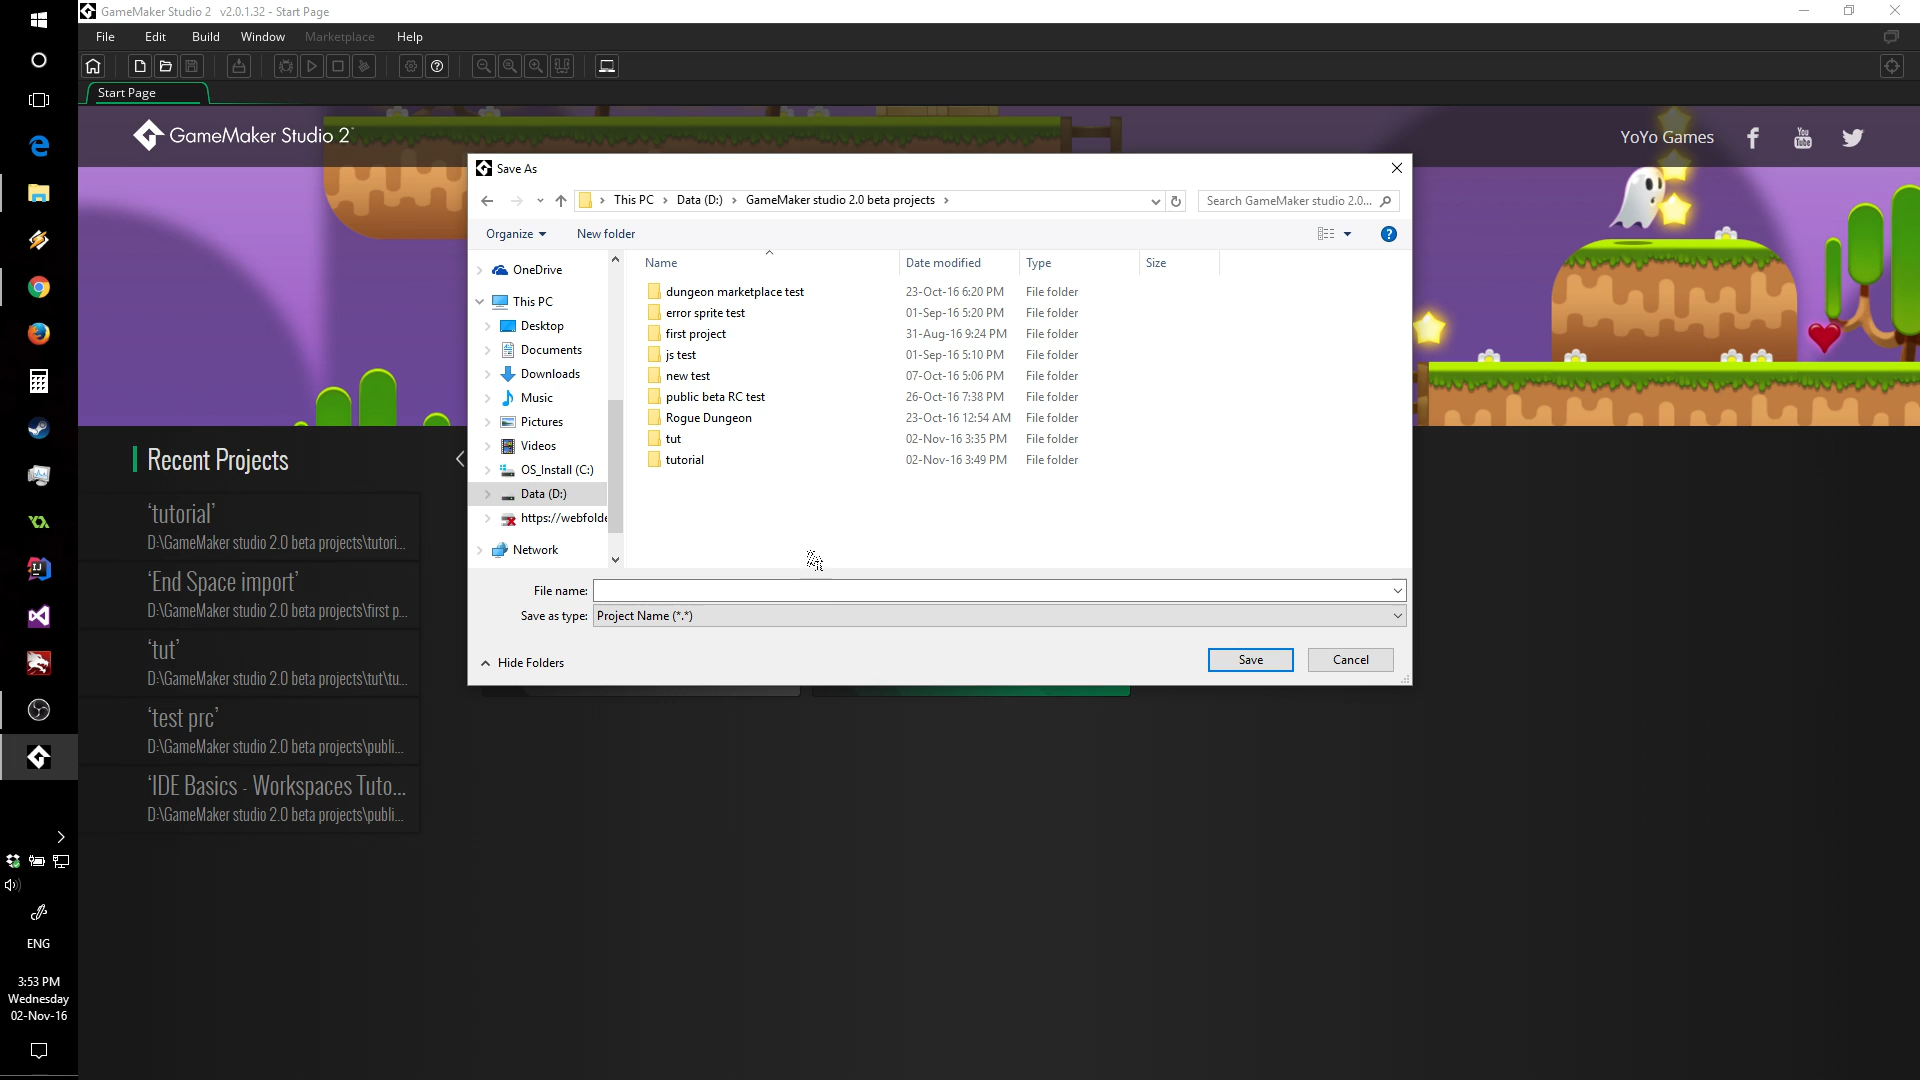 GameMaker Studio 2   v2.0.1.32 - Start Page
File Edit Build Window Marketplace Help
Start Page
GameMaker Studio 2
YoYo Games
You Tube
Save As
This PC > Data (D:) > GameMaker studio 2.0 beta projects >
Search GameMaker studio 2.0...
Organize New folder
Name Date modified Type Size
OneDrive
This PC
Desktop
Documents
Downloads
Music
Pictures
Videos
OS_Install (C:)
Data (D:)
https://webfolde
Network
dungeon marketplace test 23-Oct-16 6:20 PM File folder
error sprite test 01-Sep-16 5:20 PM File folder
first project 31-Aug-16 9:24 PM File folder
js test 01-Sep-16 5:10 PM File folder
new test 07-Oct-16 5:06 PM File folder
public beta RC test 26-Oct-16 7:38 PM File folder
Rogue Dungeon 23-Oct-16 12:54 AM File folder
tut 02-Nov-16 3:35 PM File folder
tutorial 02-Nov-16 3:49 PM File folder
File name:
Save as type: Project Name (*.*)
Hide Folders
Save Cancel
Recent Projects
‘tutorial’
D:\GameMaker studio 2.0 beta projects\tutori...
‘End Space import’
D:\GameMaker studio 2.0 beta projects\first p...
‘tut’
D:\GameMaker studio 2.0 beta projects\tut\tu...
‘test prc’
D:\GameMaker studio 2.0 beta projects\publi...
‘IDE Basics - Workspaces Tuto...
D:\GameMaker studio 2.0 beta projects\publi...
ENG
3:53 PM
Wednesday
02-Nov-16